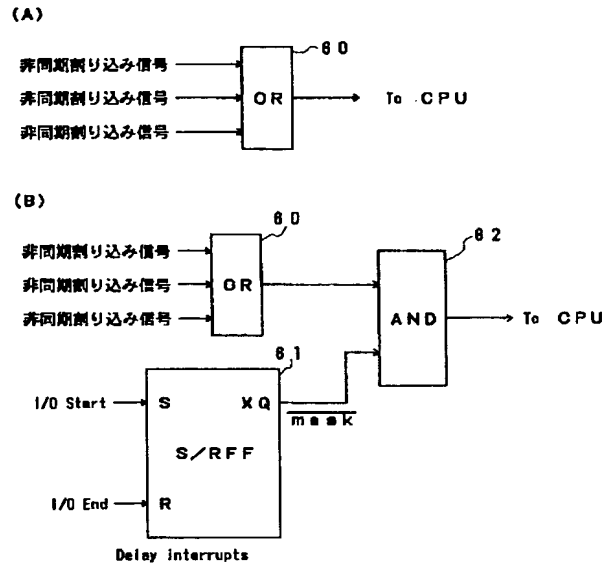 (A)
60
非同期割り込み信号
非同期割り込み信号
非同期割り込み信号
OR
To CPU
(B)
60
62
非同期割り込み信号
非同期割り込み信号
非同期割り込み信号
OR
AND
To CPU
61
I/O Start
S
XQ
mask
S/RFF
I/O End
R
Delay interrupts